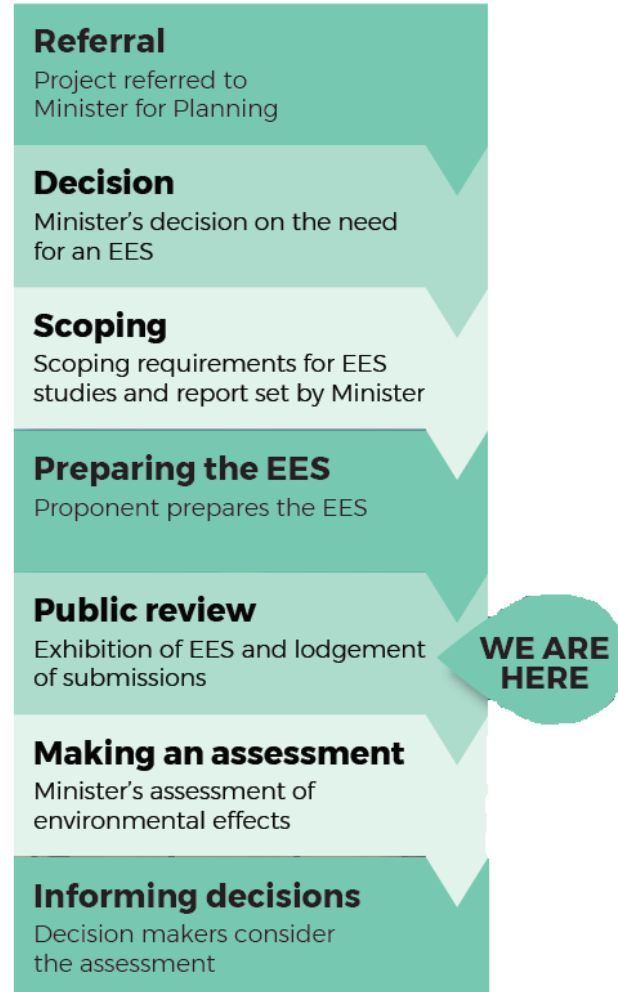 Referral
Project referred to
Minister for Planning
Decision
Minister’s decision on the need
for an EES
Scoping
Scoping requirements for EES
studies and report set by Minister
Preparing the EES
Proponent prepares the EES
Public review
Exhibition of EES and lodgement
of submissions
WE ARE
HERE
Making an assessment
Minister’s assessment of
environmental effects
Informing decisions
Decision makers consider
the assessment